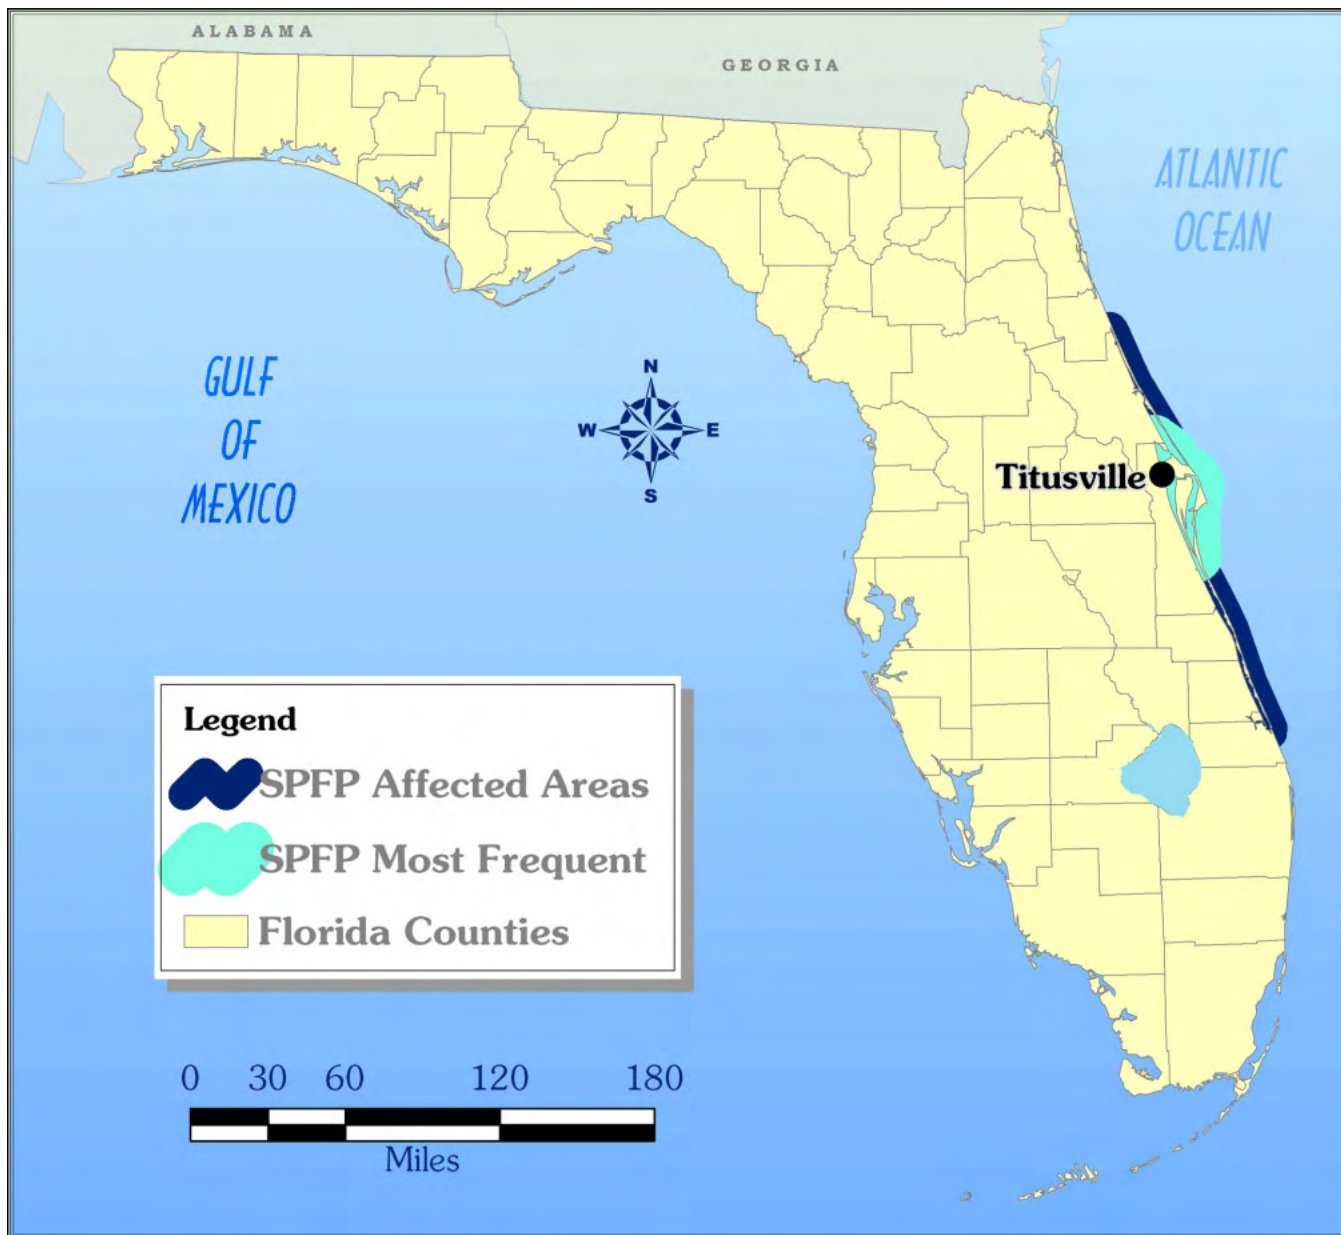 ALABAMA
GEORGIA
ATLANTIC
OCEAN
GULF
OF
MEXICO
N
W E
S
Titusville
Legend
SPFP Affected Areas
SPFP Most Frequent
Florida Counties
0 30 60 120 180
Miles